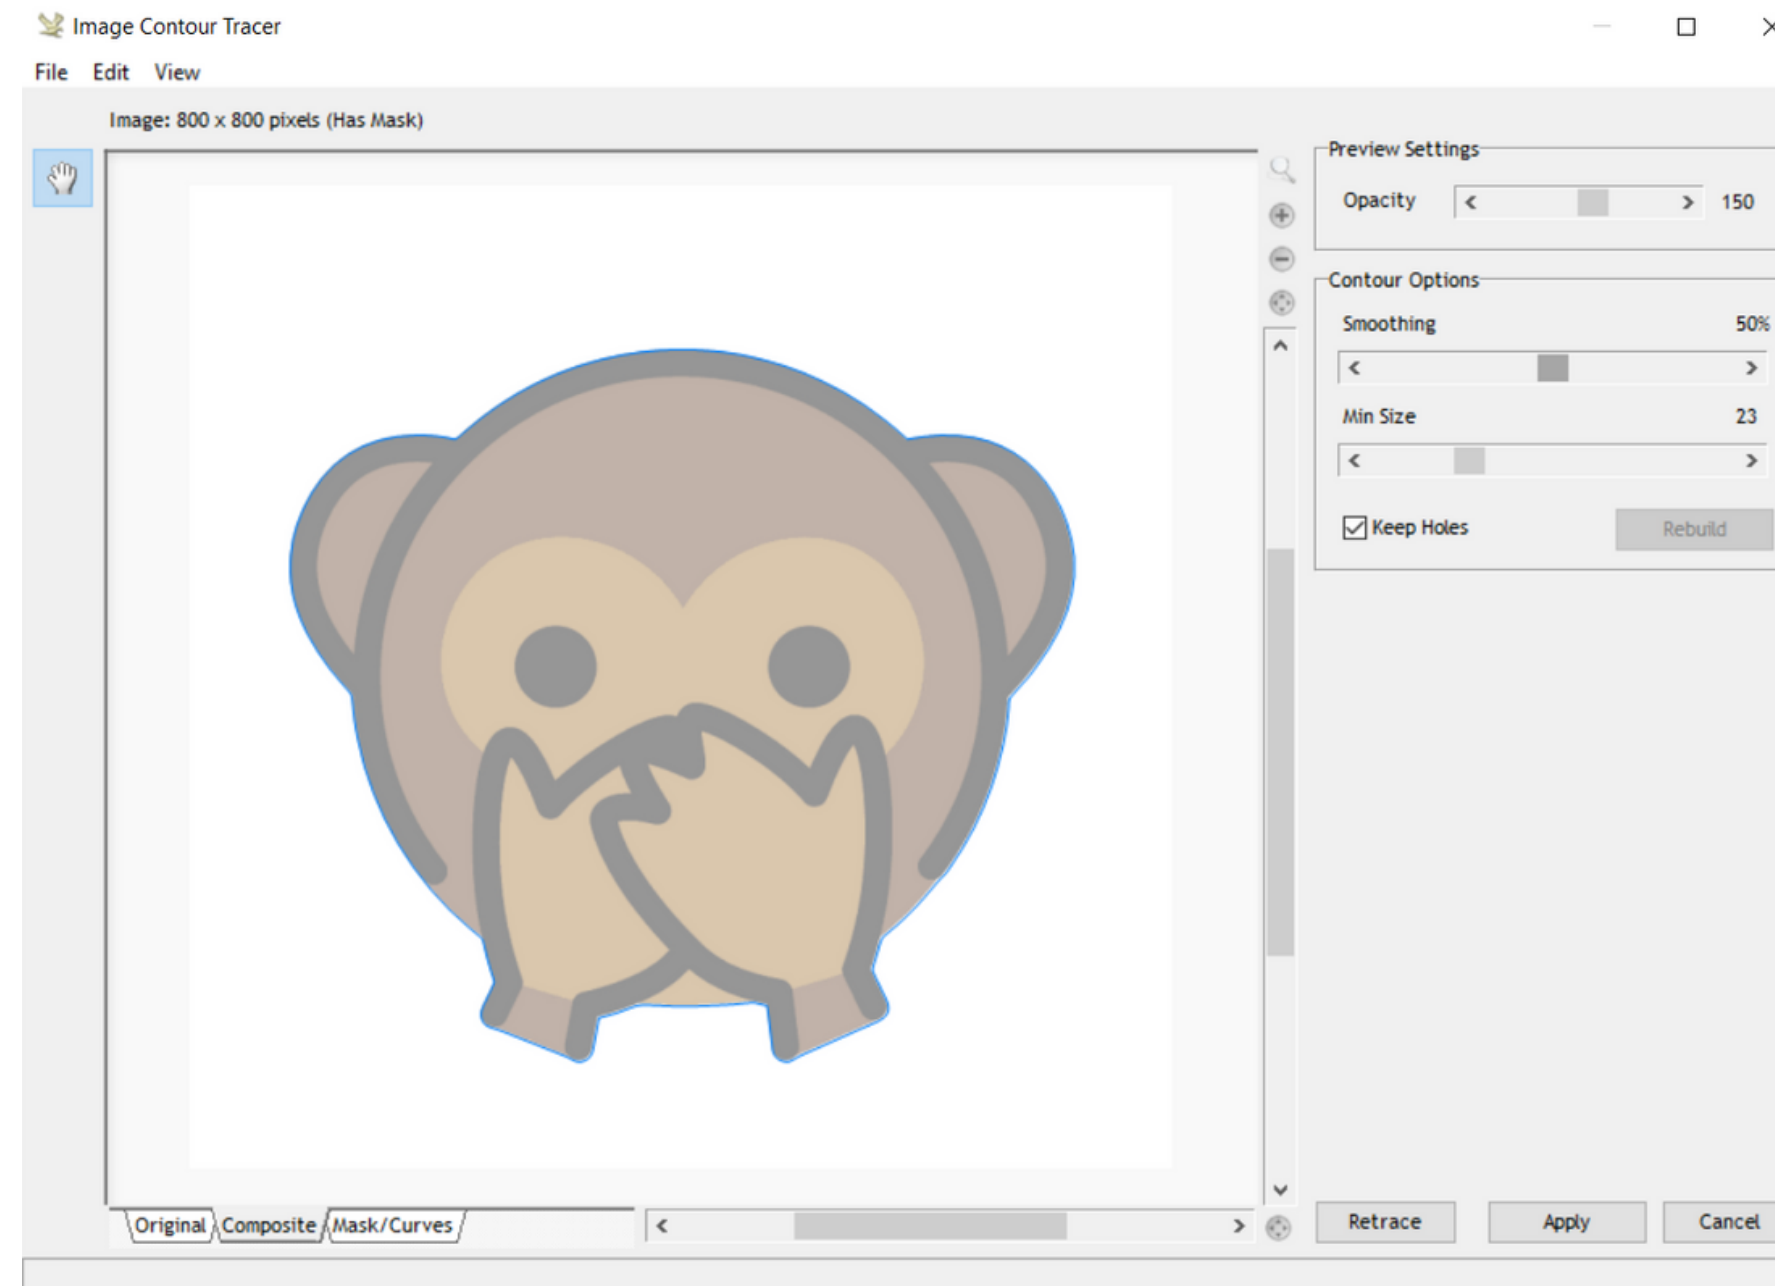 Image Contour Tracer
File Edit View
Image: 800 x 800 pixels (Has Mask)
Preview Settings
Opacity 150
Contour Options
Smoothing 50%
Min Size 23
Keep Holes Rebuild
Original Composite Mask/Curves
Retrace Apply Cancel